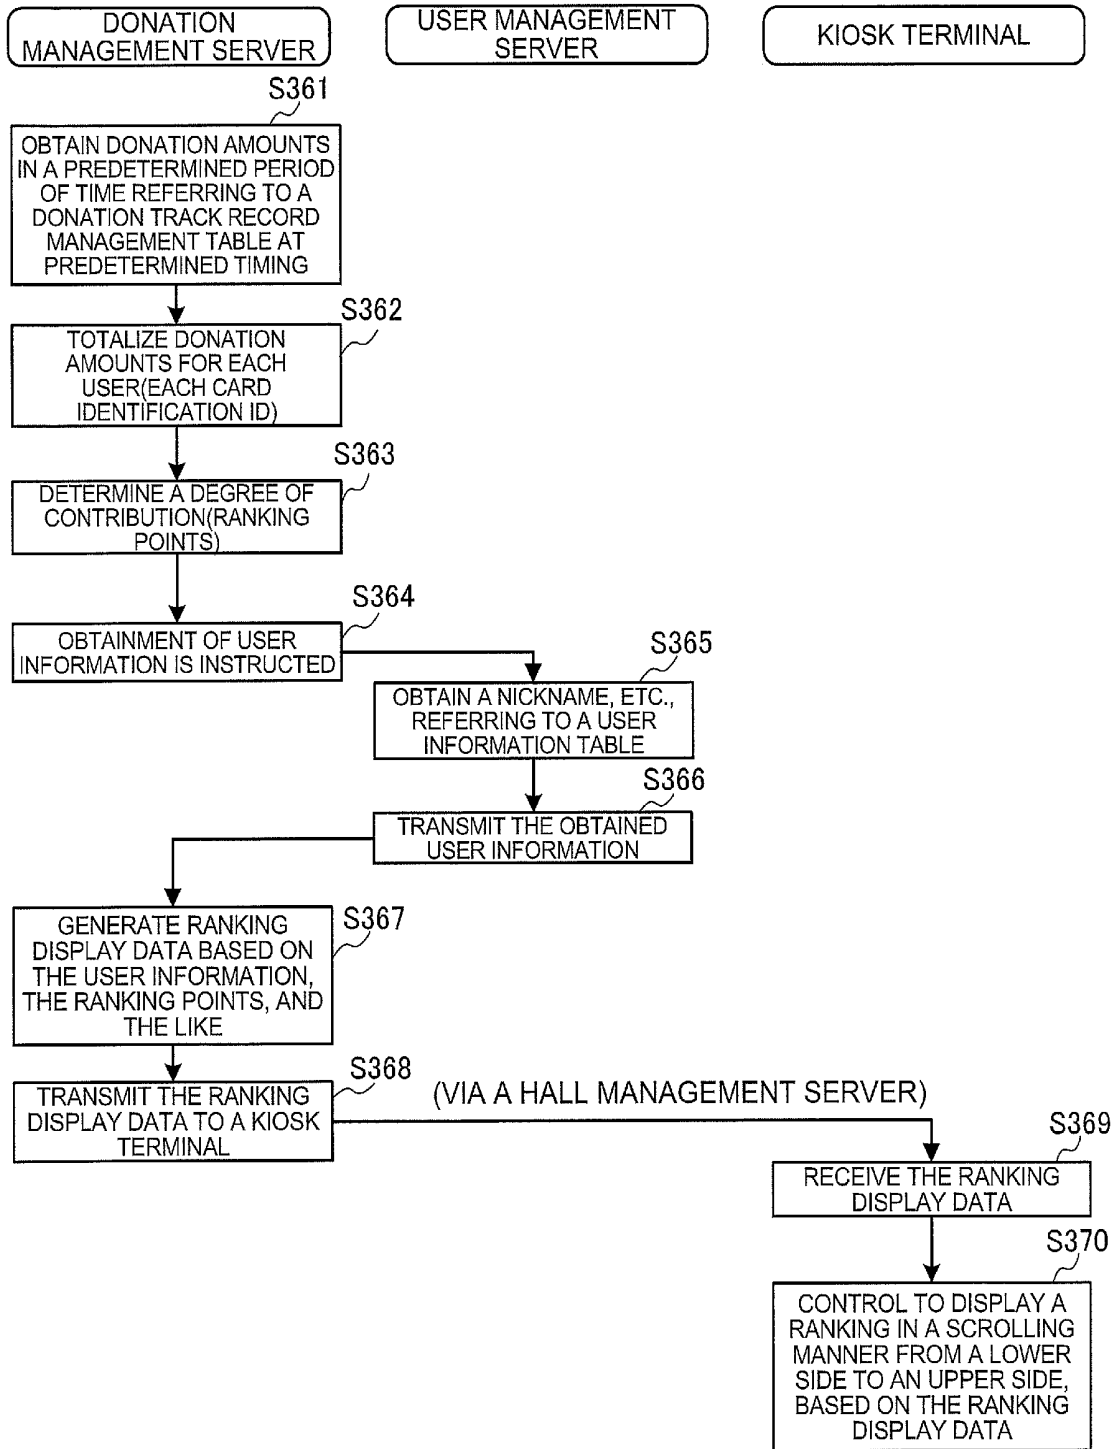 DONATION
MANAGEMENT SERVER
USER MANAGEMENT
SERVER
KIOSK TERMINAL
S361
OBTAIN DONATION AMOUNTS
IN A PREDETERMINED PERIOD
OF TIME REFERRING TO A
DONATION TRACK RECORD
MANAGEMENT TABLE AT
PREDETERMINED TIMING
S362
TOTALIZE DONATION
AMOUNTS FOR EACH
USER(EACH CARD
IDENTIFICATION ID)
S363
DETERMINE A DEGREE OF
CONTRIBUTION(RANKING
POINTS)
S364
OBTAINMENT OF USER
INFORMATION IS INSTRUCTED
S365
OBTAIN A NICKNAME, ETC.,
REFERRING TO A USER
INFORMATION TABLE
S366
TRANSMIT THE OBTAINED
USER INFORMATION
S367
GENERATE RANKING
DISPLAY DATA BASED ON
THE USER INFORMATION,
THE RANKING POINTS, AND
THE LIKE
S368
TRANSMIT THE RANKING
DISPLAY DATA TO A KIOSK
TERMINAL
(VIA A HALL MANAGEMENT SERVER)
S369
RECEIVE THE RANKING
DISPLAY DATA
S370
CONTROL TO DISPLAY A
RANKING IN A SCROLLING
MANNER FROM A LOWER
SIDE TO AN UPPER SIDE,
BASED ON THE RANKING
DISPLAY DATA